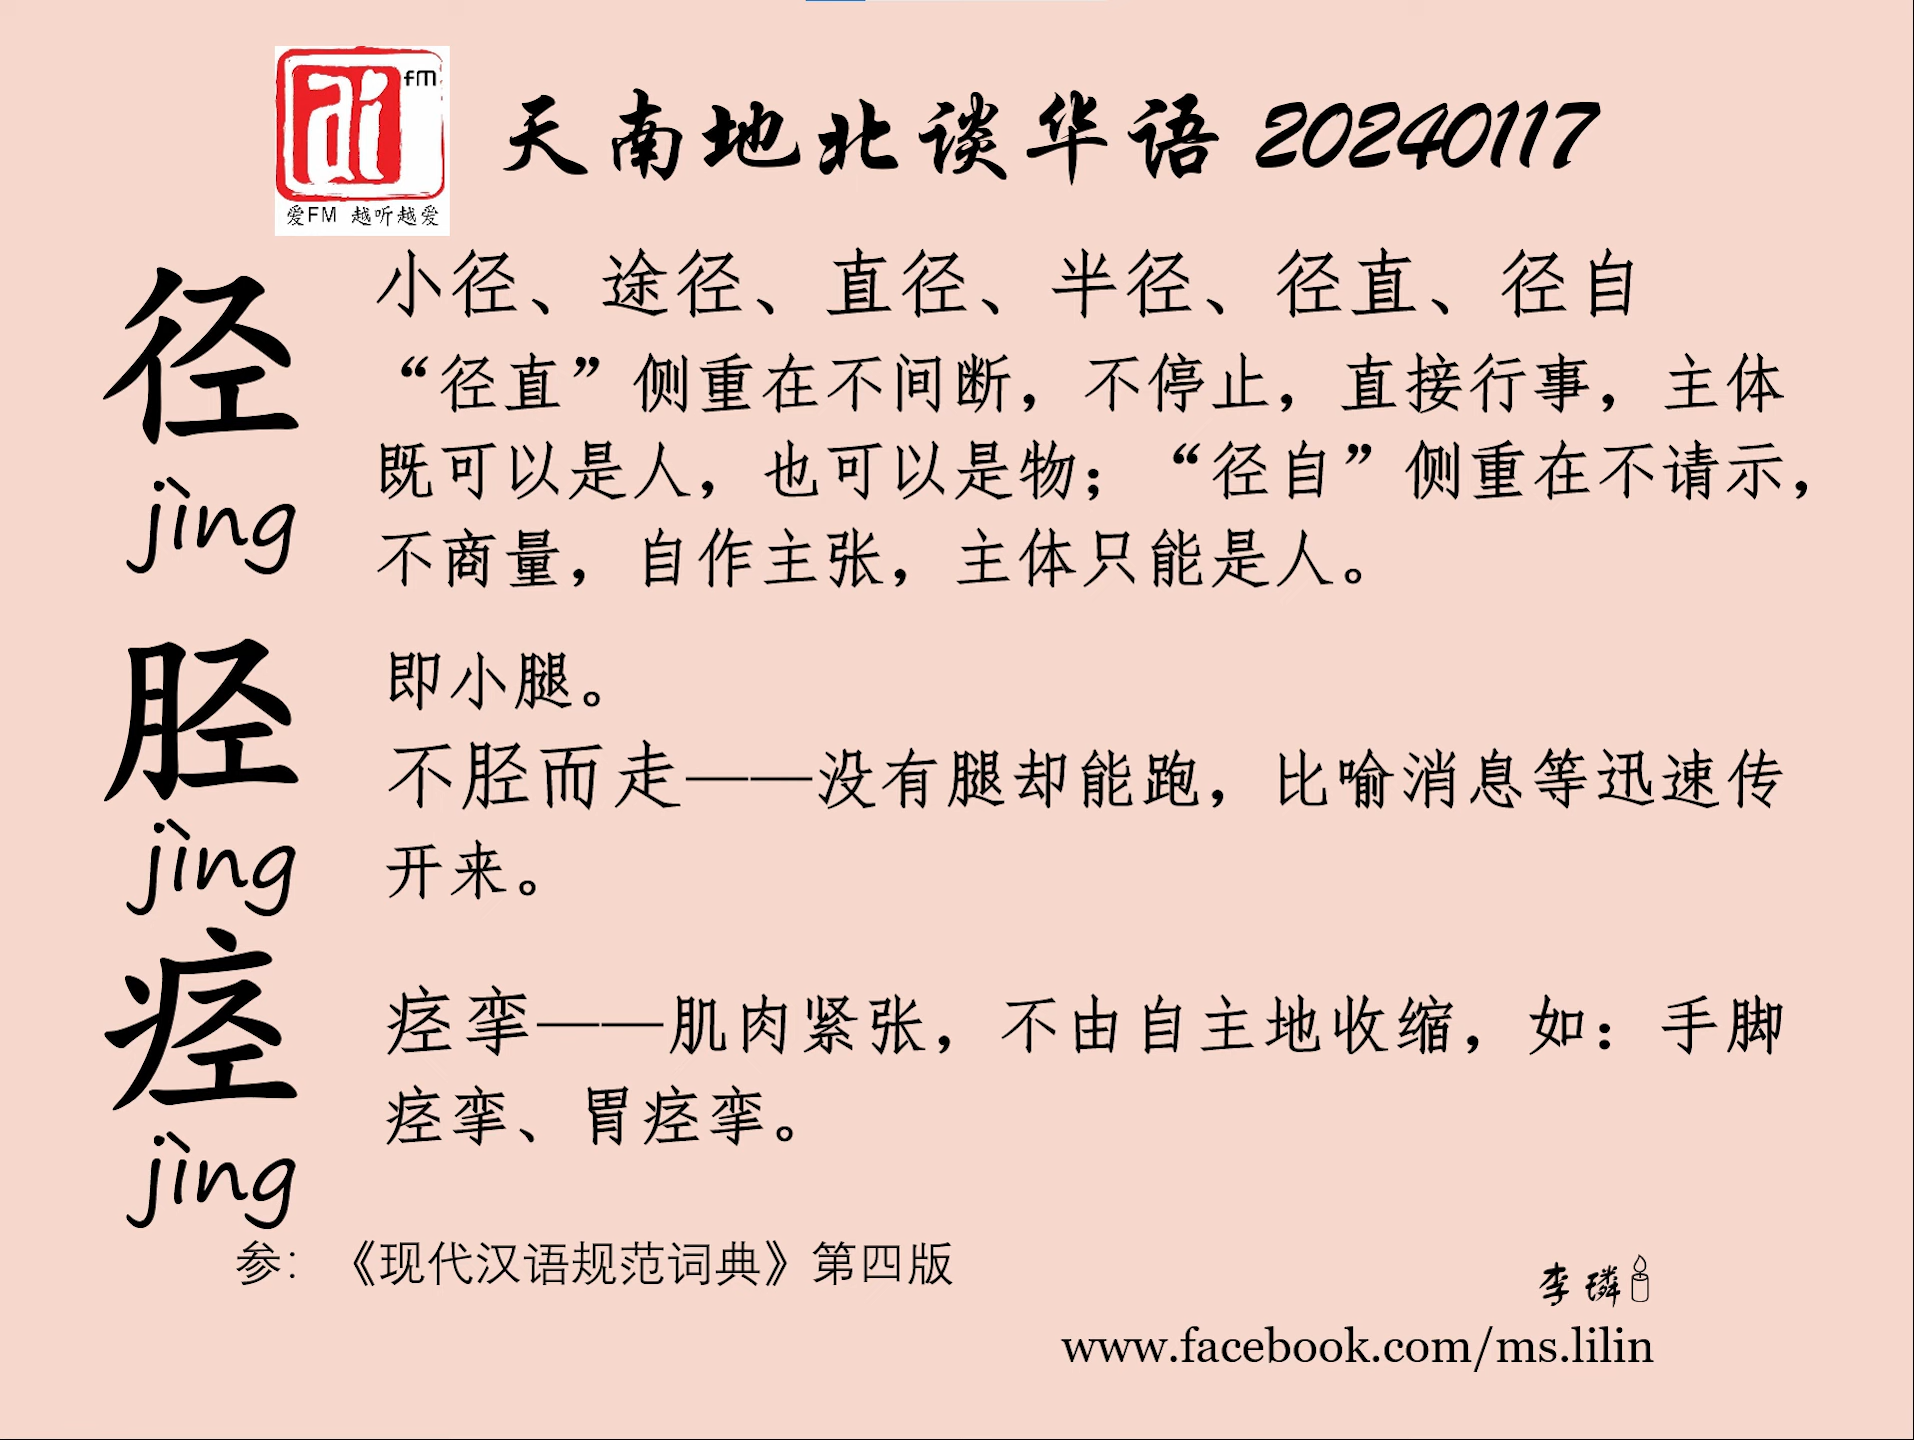 ai fm
爱FM 越听越爱
天南地北谈华语 20240117
径
jìng
小径、途径、直径、半径、径直、径自
“径直”侧重在不间断，不停止，直接行事，主体
既可以是人，也可以是物；“径自”侧重在不请示，
不商量，自作主张，主体只能是人。
胫
jìng
即小腿。
不胫而走——没有腿却能跑，比喻消息等迅速传
开来。
痉
jìng
痉挛——肌肉紧张，不由自主地收缩，如：手脚
痉挛、胃痉挛。
参：《现代汉语规范词典》第四版
李璘
www.facebook.com/ms.lilin